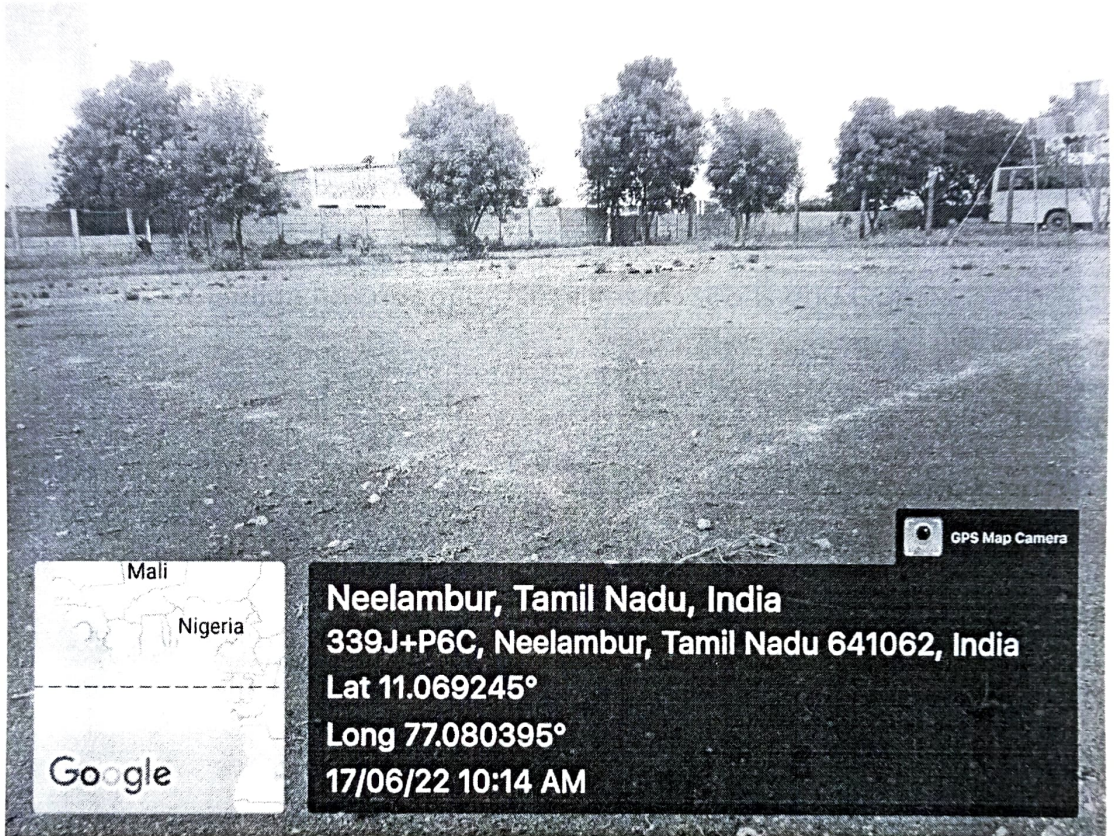 GPS Map Camera
Mali
Nigeria
Google
Neelambur, Tamil Nadu, India
339J+P6C, Neelambur, Tamil Nadu 641062, India
Lat 11.069245°
Long 77.080395°
17/06/22 10:14 AM